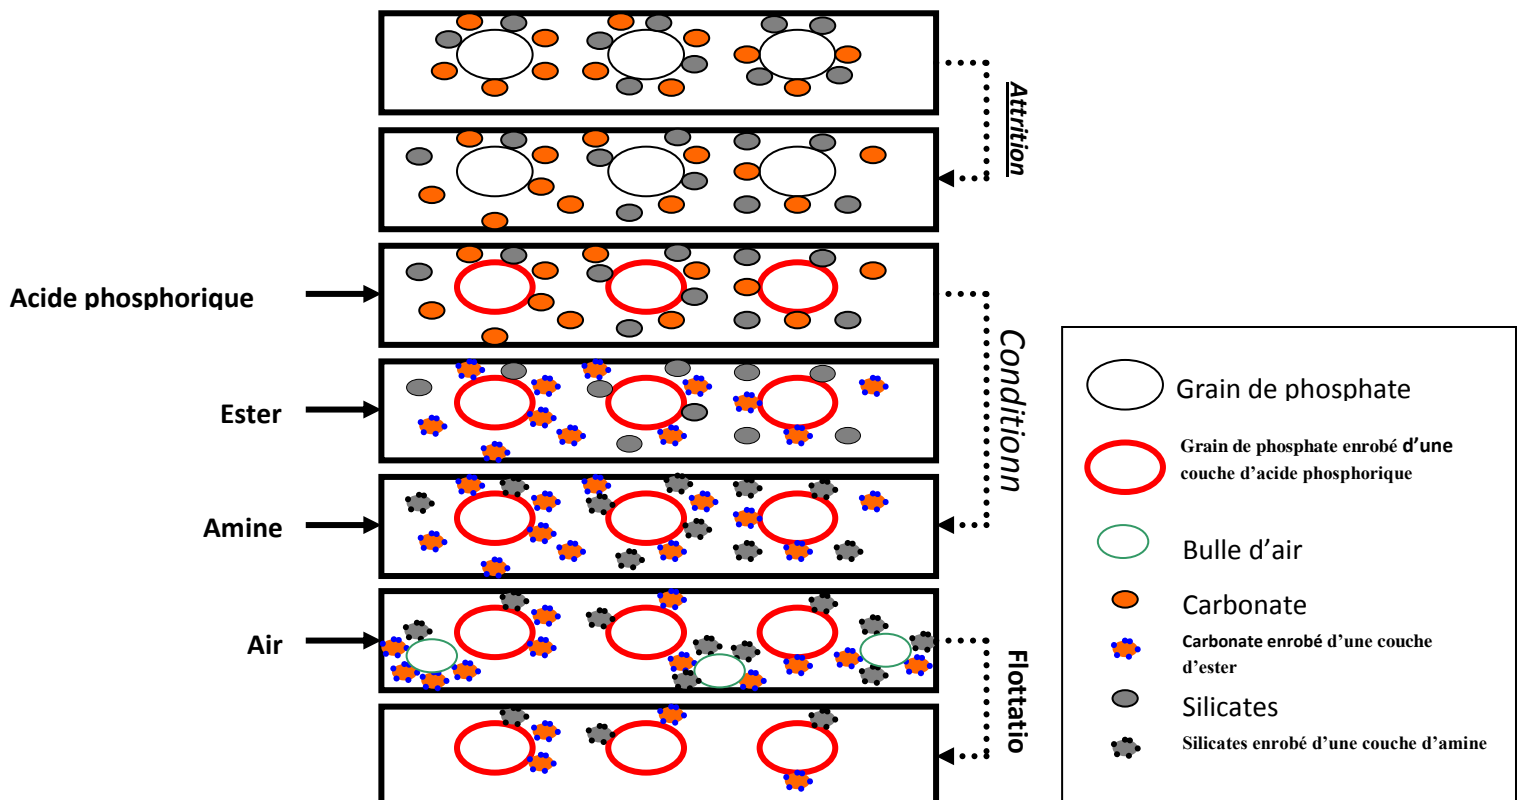 Attrition
Acide phosphorique
Conditionn
Ester
Amine
Air
Flottatio
Grain de phosphate
Grain de phosphate enrobé d'une
couche d'acide phosphorique
Bulle d'air
Carbonate
Carbonate enrobé d'une couche
d'ester
Silicates
Silicates enrobé d'une couche d'amine